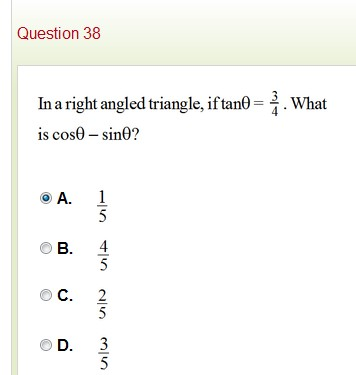 Question 38
In a right angled triangle, if tanθ = 3/4 . What
is cosθ – sinθ?
A. 1/5
B. 4/5
C. 2/5
D. 3/5